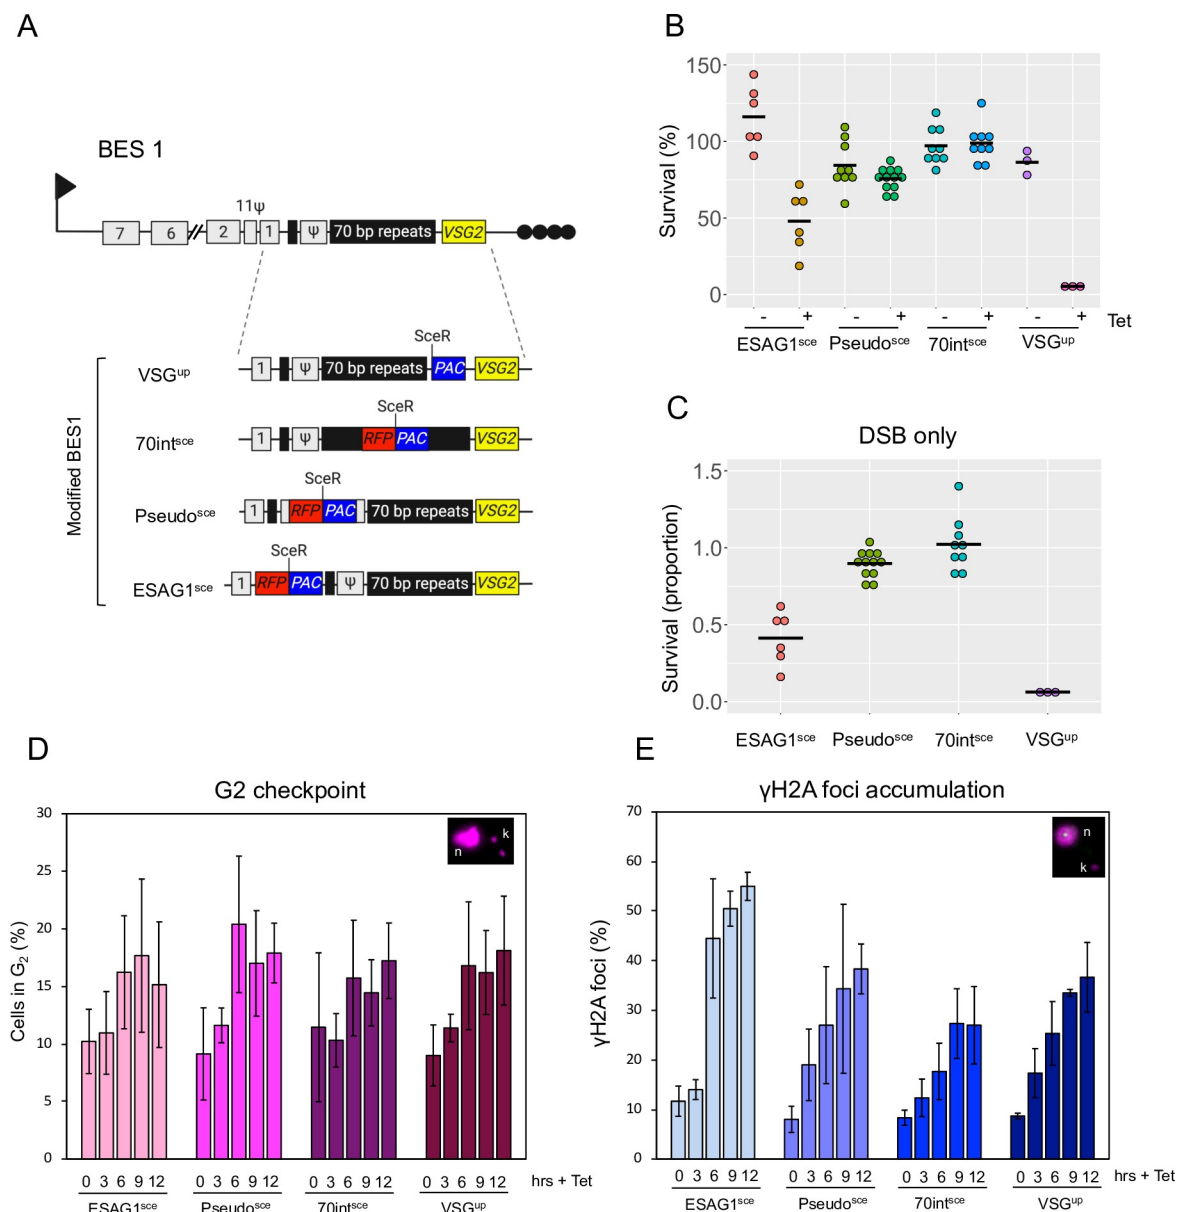 A
BES 1
11ψ
7 6 2 1 ψ 70 bp repeats VSG2
Modified BES1
SceR
VSGup 1 ψ 70 bp repeats PAC VSG2
SceR
70intsce 1 ψ RFP PAC VSG2
SceR
Pseudosce 1 RFP PAC 70 bp repeats VSG2
SceR
ESAG1sce 1 RFP PAC ψ 70 bp repeats VSG2
B
Survival (%)
150
100
50
0
- + - + - + - + Tet
ESAG1sce Pseudosce 70intsce VSGup
C
DSB only
Survival (proportion)
1.5
1.0
0.5
0.0
ESAG1sce Pseudosce 70intsce VSGup
D
G2 checkpoint
Cells in G2 (%)
30
25
20
15
10
5
0
n k
0 3 6 9 12 0 3 6 9 12 0 3 6 9 12 0 3 6 9 12 hrs + Tet
ESAG1sce Pseudosce 70intsce VSGup
E
γH2A foci accumulation
γH2A foci (%)
70
60
50
40
30
20
10
0
n
k
0 3 6 9 12 0 3 6 9 12 0 3 6 9 12 0 3 6 9 12 hrs + Tet
ESAG1sce Pseudosce 70intsce VSGup